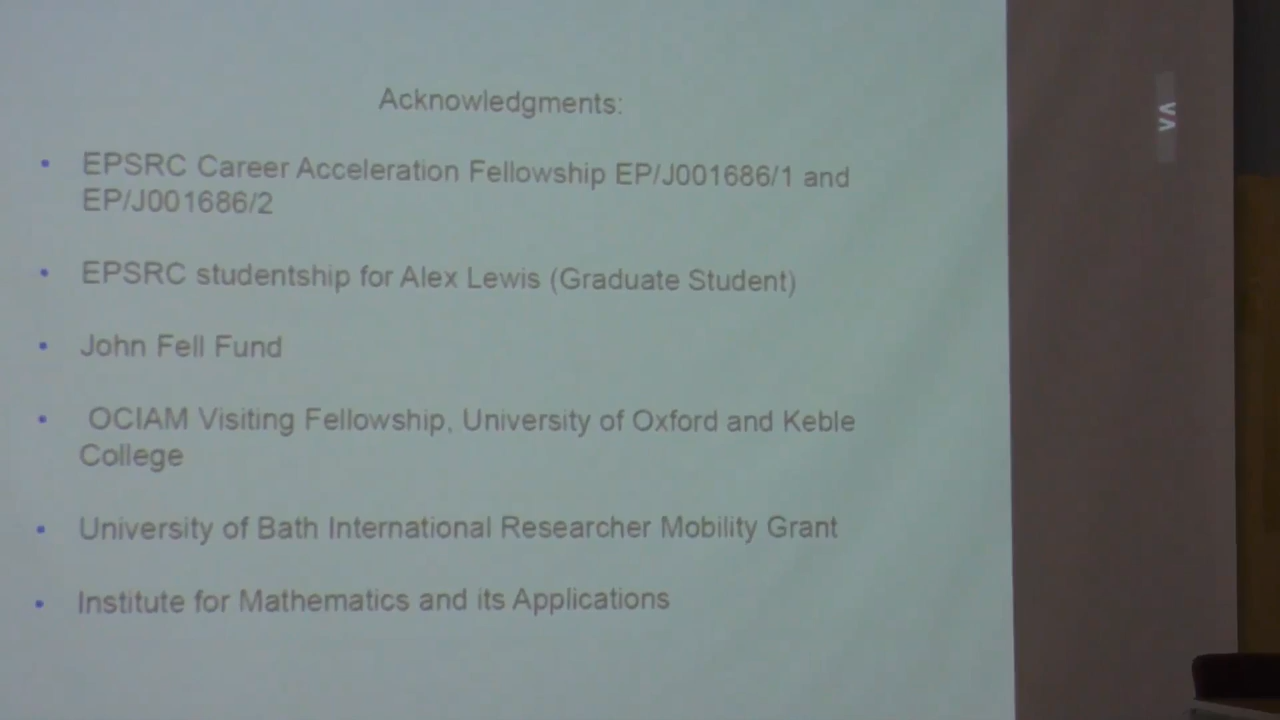 Acknowledgments:
EPSRC Career Acceleration Fellowship EP/J001686/1 and
EP/J001686/2
EPSRC studentship for Alex Lewis (Graduate Student)
John Fell Fund
OCIAM Visiting Fellowship, University of Oxford and Keble
College
University of Bath International Researcher Mobility Grant
Institute for Mathematics and its Applications